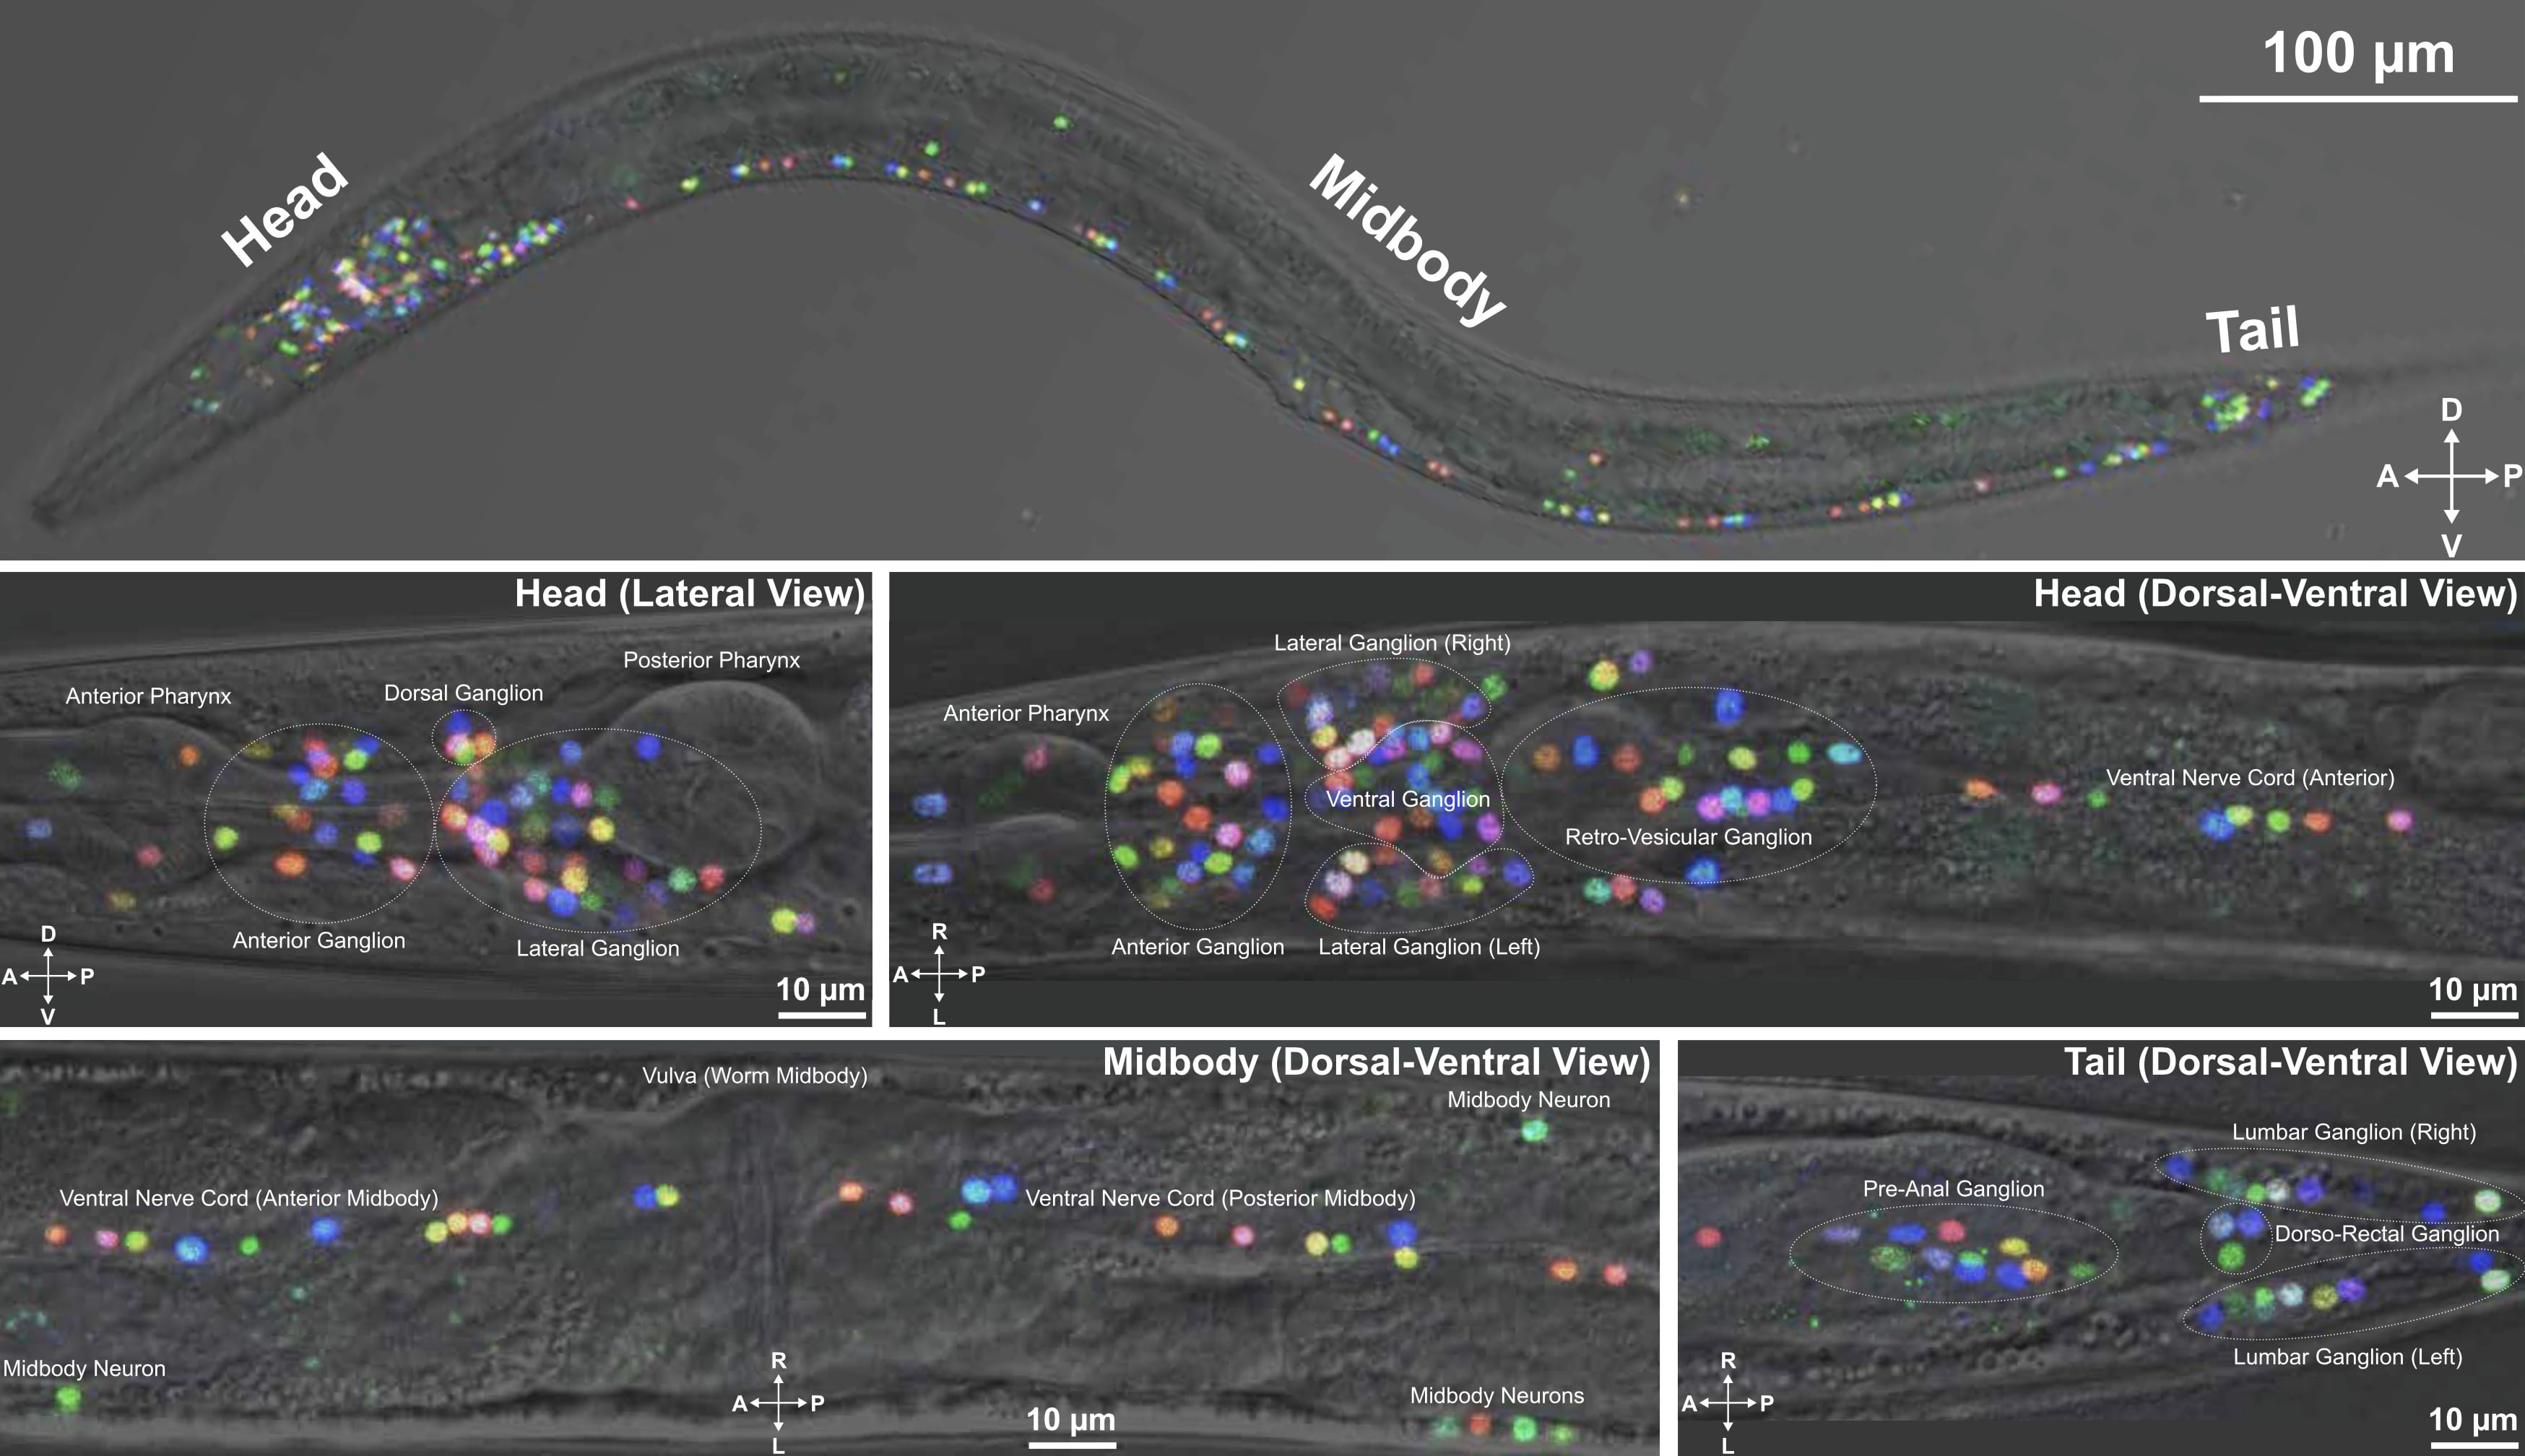 100 µm
Head
Midbody
Tail
D
A P
V
Head (Lateral View)
Posterior Pharynx
Anterior Pharynx
Dorsal Ganglion
Anterior Ganglion
Lateral Ganglion
D
A P
V
10 µm
Head (Dorsal-Ventral View)
Lateral Ganglion (Right)
Anterior Pharynx
Ventral Ganglion
Retro-Vesicular Ganglion
Ventral Nerve Cord (Anterior)
Anterior Ganglion
Lateral Ganglion (Left)
R
A P
L
10 µm
Midbody (Dorsal-Ventral View)
Vulva (Worm Midbody)
Midbody Neuron
Ventral Nerve Cord (Anterior Midbody)
Ventral Nerve Cord (Posterior Midbody)
Midbody Neuron
R
A P
L
10 µm
Midbody Neurons
Tail (Dorsal-Ventral View)
Lumbar Ganglion (Right)
Pre-Anal Ganglion
Dorso-Rectal Ganglion
Lumbar Ganglion (Left)
R
A P
L
10 µm